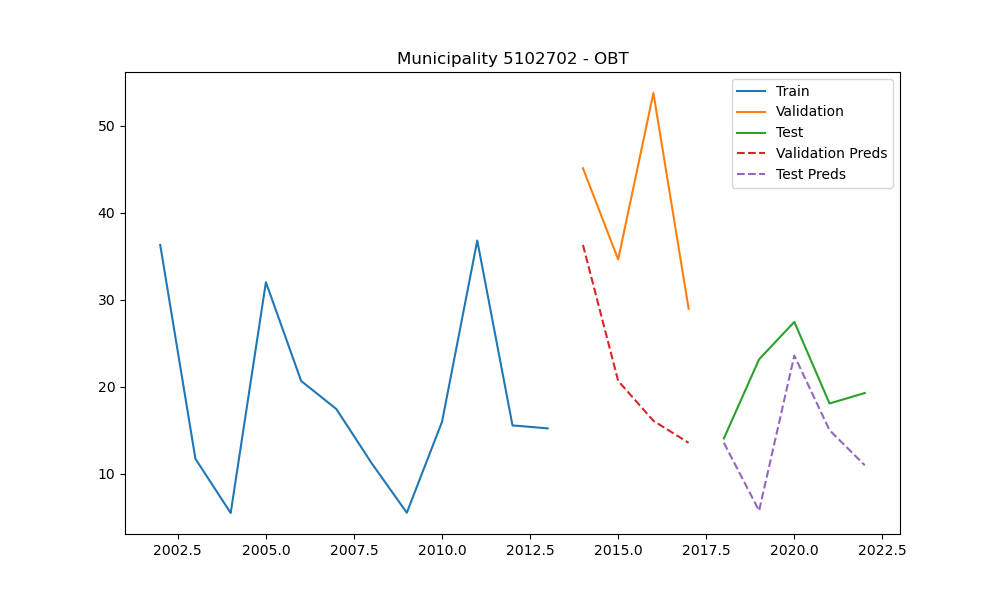 Municipality 5102702 - OBT
Train
Validation
Test
Validation Preds
Test Preds
50
40
30
20
10
2002.5 2005.0 2007.5 2010.0 2012.5 2015.0 2017.5 2020.0 2022.5